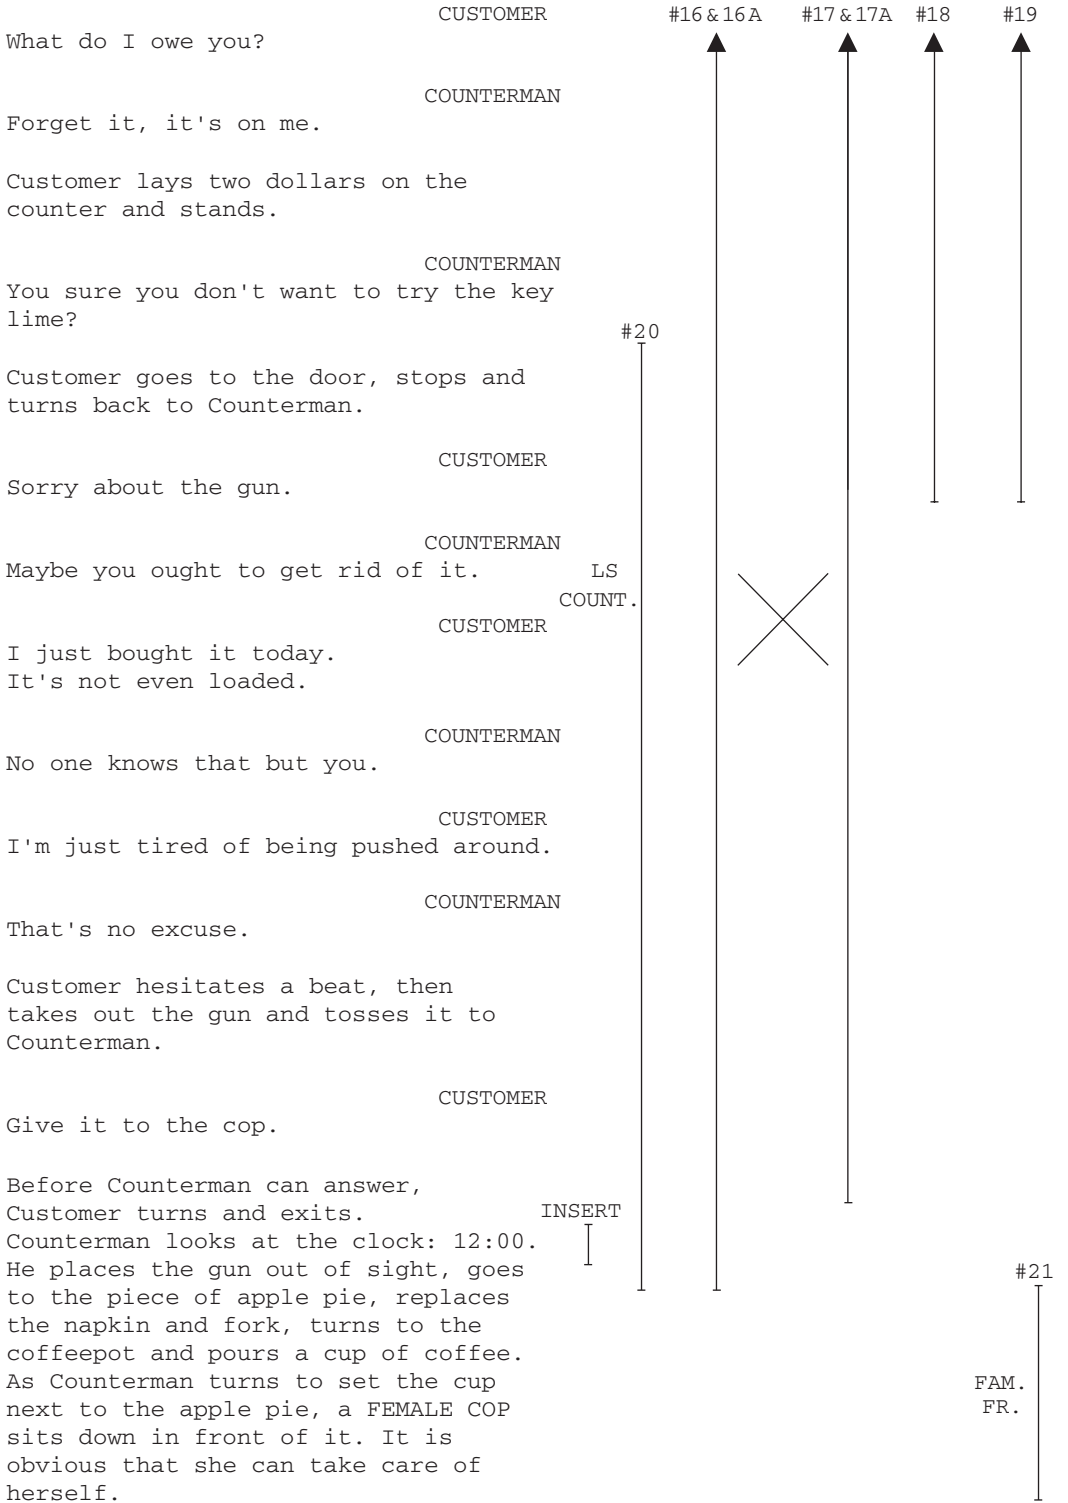 CUSTOMER #16 & 16A #17 & 17A #18 #19
What do I owe you?
COUNTERMAN
Forget it, it's on me.
Customer lays two dollars on the
counter and stands.
COUNTERMAN
You sure you don't want to try the key
lime?
#20
Customer goes to the door, stops and
turns back to Counterman.
CUSTOMER
Sorry about the gun.
COUNTERMAN
Maybe you ought to get rid of it. LS
COUNT.
CUSTOMER
I just bought it today.
It's not even loaded.
COUNTERMAN
No one knows that but you.
CUSTOMER
I'm just tired of being pushed around.
COUNTERMAN
That's no excuse.
Customer hesitates a beat, then
takes out the gun and tosses it to
Counterman.
CUSTOMER
Give it to the cop.
Before Counterman can answer,
Customer turns and exits. INSERT
Counterman looks at the clock: 12:00.
He places the gun out of sight, goes #21
to the piece of apple pie, replaces
the napkin and fork, turns to the
coffeepot and pours a cup of coffee.
As Counterman turns to set the cup FAM.
next to the apple pie, a FEMALE COP FR.
sits down in front of it. It is
obvious that she can take care of
herself.